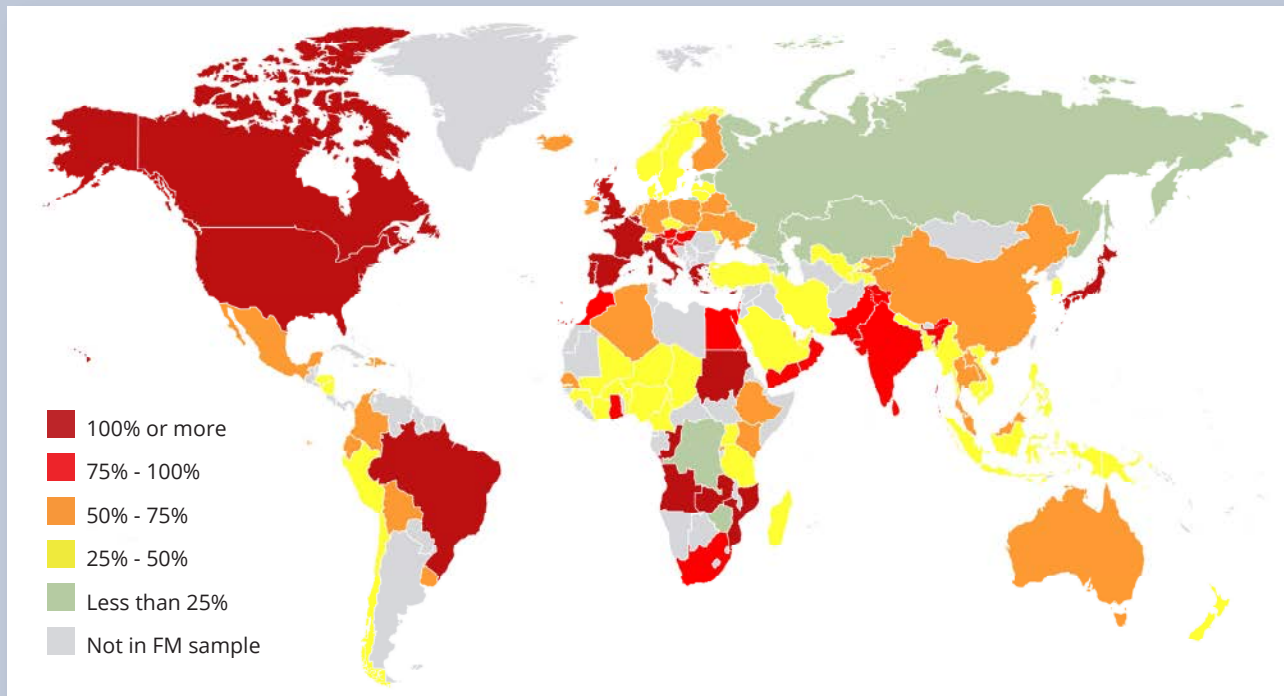 100% or more
75% - 100%
50% - 75%
25% - 50%
Less than 25%
Not in FM sample